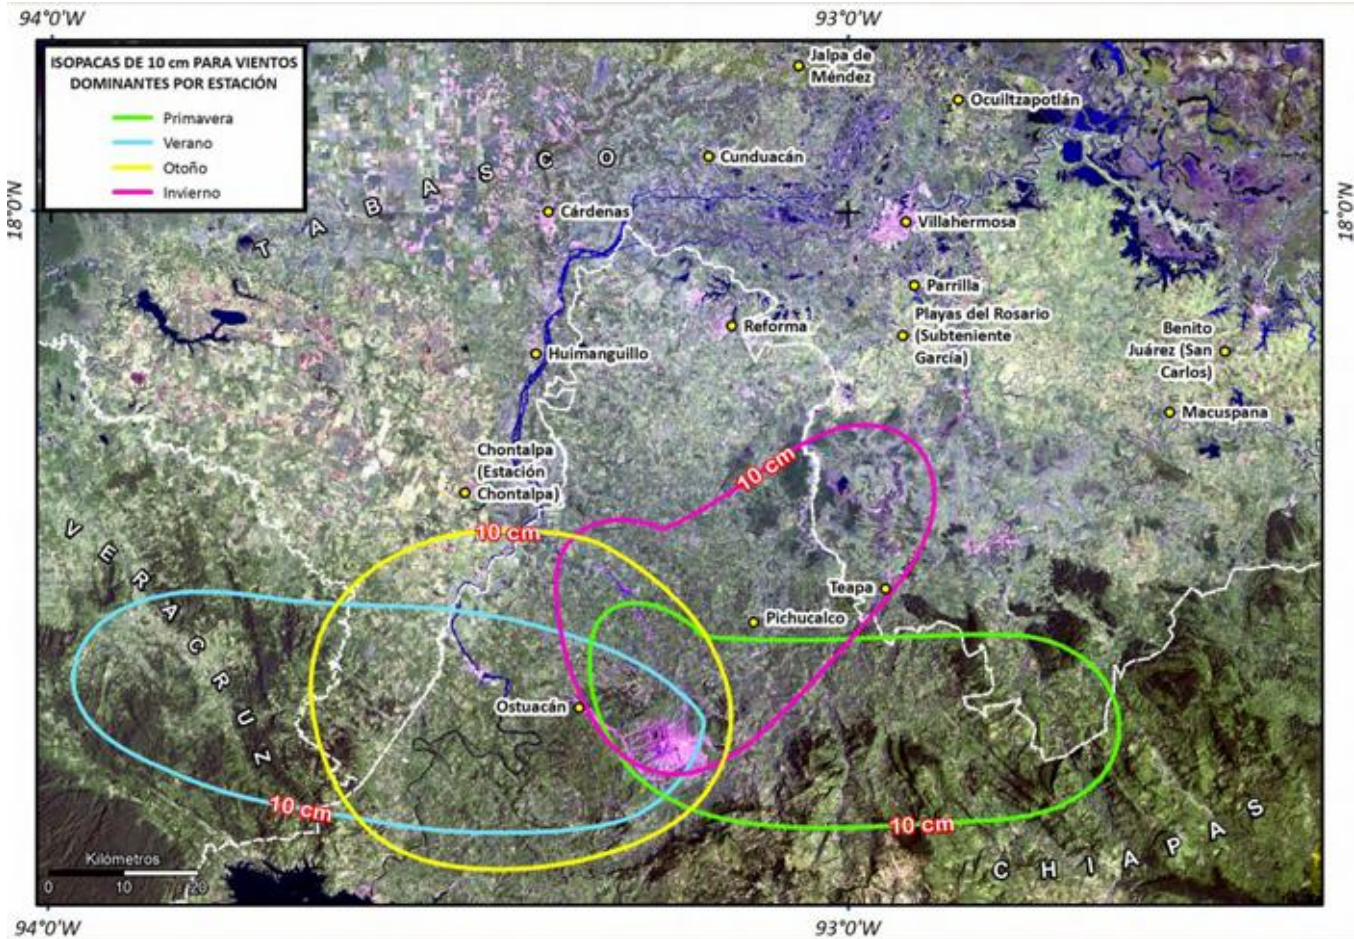 94°0'W
93°0'W
ISOPACAS DE 10 cm PARA VIENTOS
DOMINANTES POR ESTACIÓN
Primavera
Verano
Otoño
Invierno
Jalpa de
Méndez
Ocuiltzapotlán
Cunduacán
TABASCO
Cárdenas
18°0'N
18°0'N
Villahermosa
Parrilla
Reforma
Playas del Rosario
(Subteniente
García)
Benito
Juárez (San
Carlos)
Huimanguillo
Macuspana
Chontalpa
(Estación
Chontalpa)
10 cm
10 cm
VERACRUZ
Teapa
Pichucalco
Ostuacán
10 cm
10 cm
CHIAPAS
Kilómetros
0 10 20
94°0'W
93°0'W